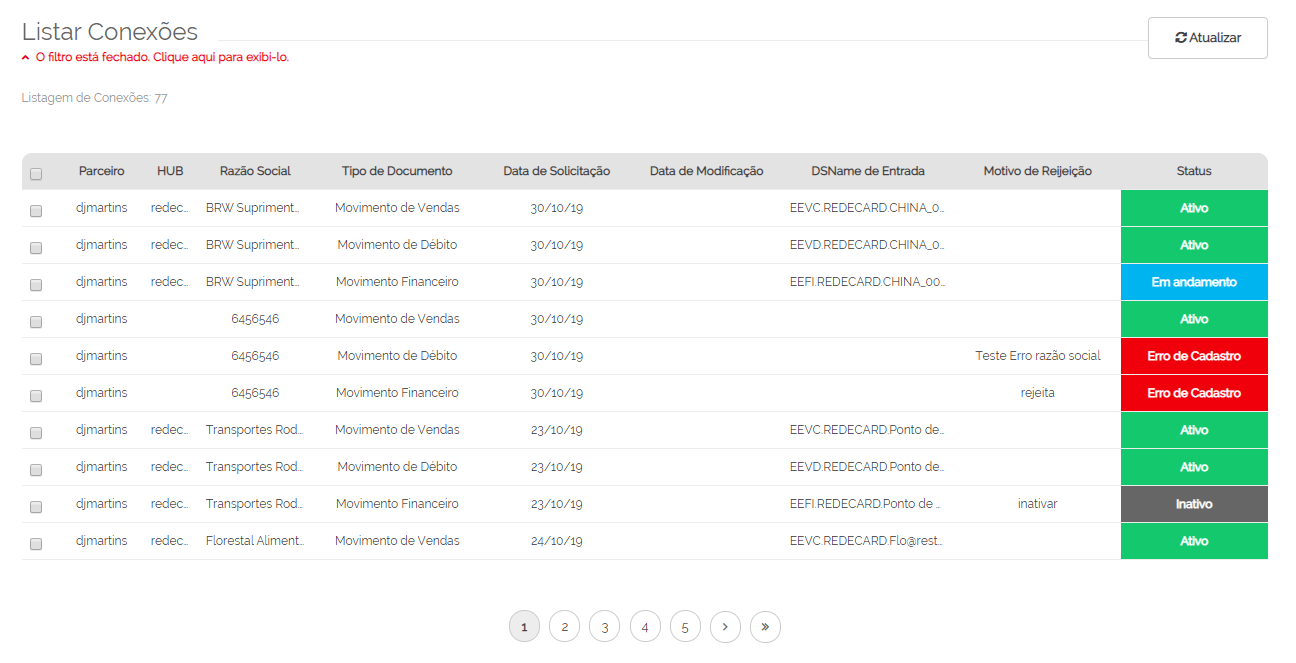 Listar Conexões
Atualizar
O filtro está fechado. Clique aqui para exibi-lo.
Listagem de Conexões: 77
Parceiro HUB Razão Social Tipo de Documento Data de Solicitação Data de Modificação DSName de Entrada Motivo de Reijeição Status
djmartins redec... BRW Supriment... Movimento de Vendas 30/10/19 EEVC.REDECARD.CHINA_0... Ativo
djmartins redec... BRW Supriment... Movimento de Débito 30/10/19 EEVD.REDECARD.CHINA_0... Ativo
djmartins redec... BRW Supriment... Movimento Financeiro 30/10/19 EEFI.REDECARD.CHINA_00... Em andamento
djmartins 6456546 Movimento de Vendas 30/10/19 Ativo
djmartins 6456546 Movimento de Débito 30/10/19 Teste Erro razão social Erro de Cadastro
djmartins 6456546 Movimento Financeiro 30/10/19 rejeita Erro de Cadastro
djmartins redec... Transportes Rod... Movimento de Vendas 23/10/19 EEVC.REDECARD.Ponto de... Ativo
djmartins redec... Transportes Rod... Movimento de Débito 23/10/19 EEVD.REDECARD.Ponto de... Ativo
djmartins redec... Transportes Rod... Movimento Financeiro 23/10/19 EEFI.REDECARD.Ponto de ... inativar Inativo
djmartins redec... Florestal Aliment... Movimento de Vendas 24/10/19 EEVC.REDECARD.Flo@rest... Ativo
1 2 3 4 5 › »